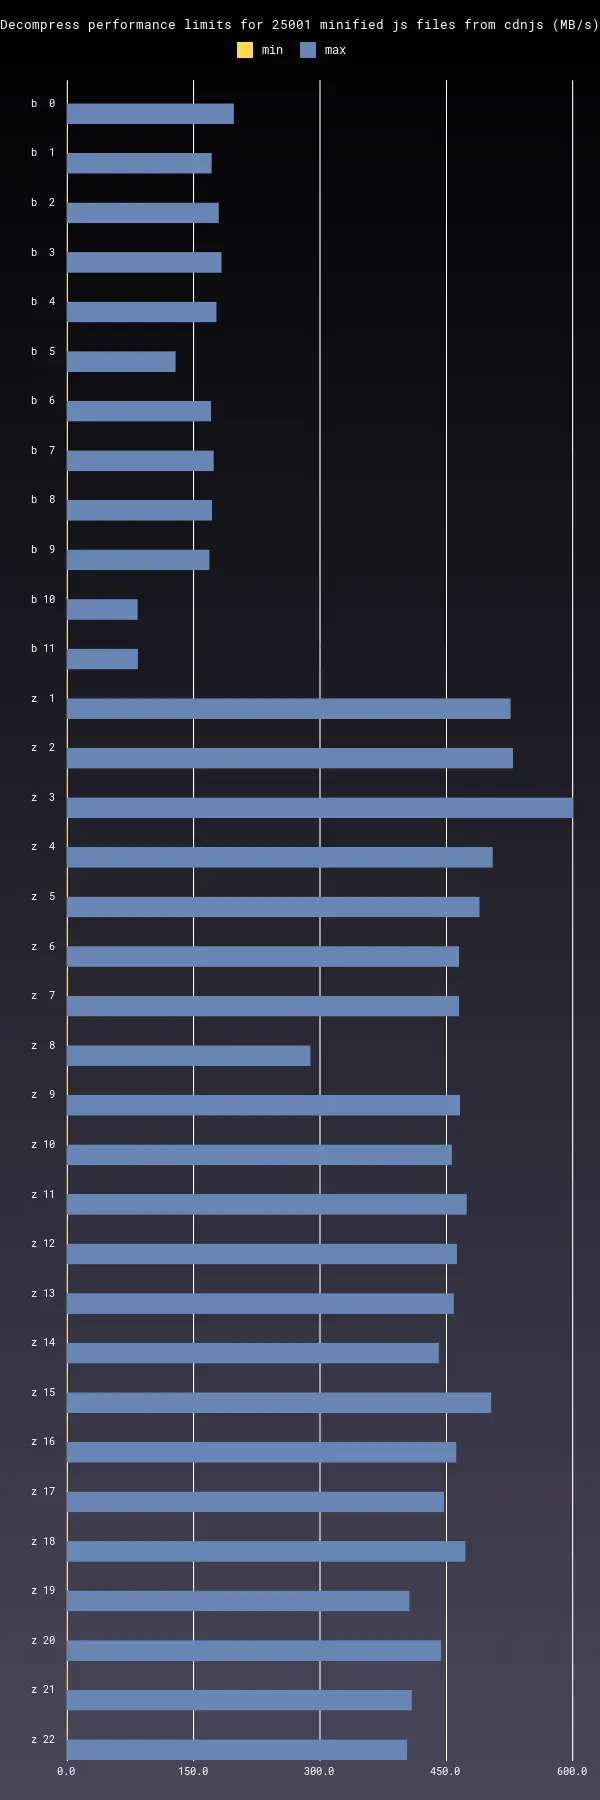 Decompress performance limits for 25001 minified js files from cdnjs (MB/s)
min max
b 0
b 1
b 2
b 3
b 4
b 5
b 6
b 7
b 8
b 9
b 10
b 11
z 1
z 2
z 3
z 4
z 5
z 6
z 7
z 8
z 9
z 10
z 11
z 12
z 13
z 14
z 15
z 16
z 17
z 18
z 19
z 20
z 21
z 22
0.0 150.0 300.0 450.0 600.0